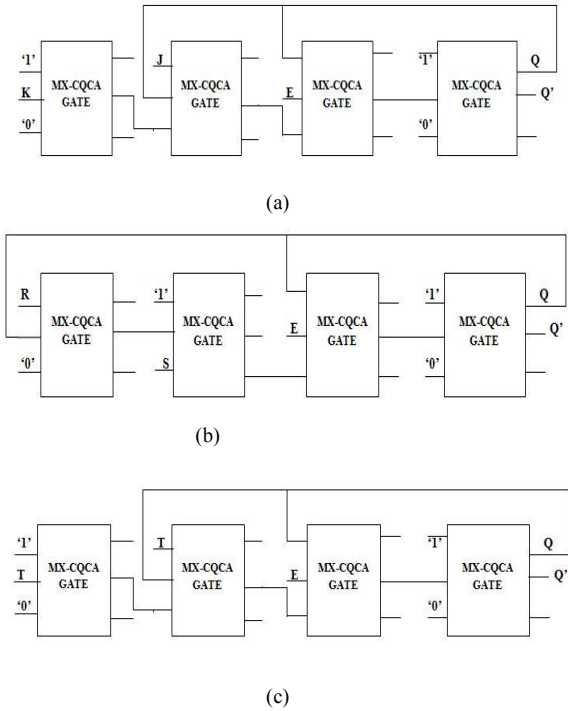 '1' K '0' MX-CQCA GATE
J MX-CQCA GATE
E MX-CQCA GATE
'1' '0' MX-CQCA GATE Q Q'
(a)
R '0' MX-CQCA GATE
'1' S MX-CQCA GATE
E MX-CQCA GATE
'1' '0' MX-CQCA GATE Q Q'
(b)
'1' T '0' MX-CQCA GATE
T MX-CQCA GATE
E MX-CQCA GATE
'1' '0' MX-CQCA GATE Q Q'
(c)